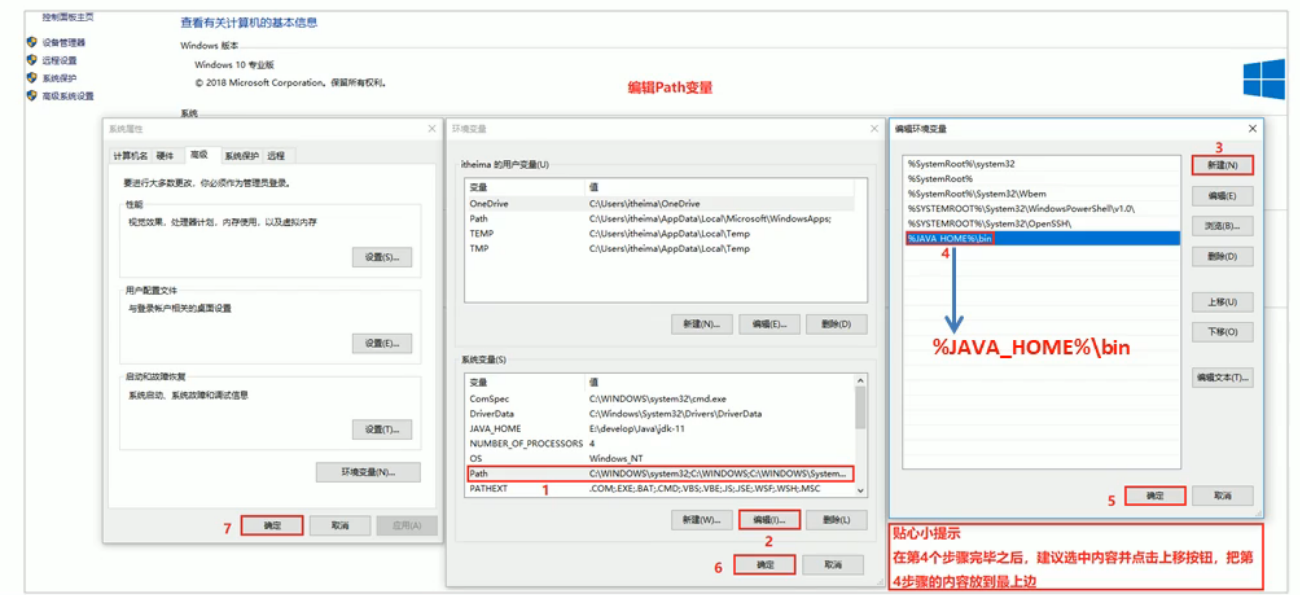 控制面板主页
设备管理器
远程设置
系统保护
高级系统设置
查看有关计算机的基本信息
Windows 版本
Windows 10 专业版
© 2018 Microsoft Corporation。保留所有权利。
系统
编辑Path变量
系统属性
计算机名 硬件 高级 系统保护 远程
要进行大多数更改，你必须作为管理员登录。
性能
视觉效果，处理器计划，内存使用，以及虚拟内存
设置(S)...
用户配置文件
与登录帐户相关的桌面设置
设置(E)...
启动和故障恢复
系统启动、系统故障和调试信息
设置(T)...
环境变量(N)...
7 确定 取消 应用(A)
环境变量
itheima 的用户变量(U)
变量 值
OneDrive C:\Users\itheima\OneDrive
Path C:\Users\itheima\AppData\Local\Microsoft\WindowsApps;
TEMP C:\Users\itheima\AppData\Local\Temp
TMP C:\Users\itheima\AppData\Local\Temp
新建(N)... 编辑(E)... 删除(D)
系统变量(S)
变量 值
ComSpec C:\WINDOWS\system32\cmd.exe
DriverData C:\Windows\System32\Drivers\DriverData
JAVA_HOME E:\develop\Java\jdk-11
NUMBER_OF_PROCESSORS 4
OS Windows_NT
Path C:\WINDOWS\system32;C:\WINDOWS;C:\WINDOWS\System...
PATHEXT .COM;.EXE;.BAT;.CMD;.VBS;.VBE;.JS;.JSE;.WSF;.WSH;.MSC
1
新建(W)... 编辑(I)... 删除(L)
2
6 确定 取消
编辑环境变量
3
%SystemRoot%\system32
%SystemRoot%
%SystemRoot%\System32\Wbem
%SYSTEMROOT%\System32\WindowsPowerShell\v1.0\
%SYSTEMROOT%\System32\OpenSSH\
%JAVA_HOME%\bin
4
%JAVA_HOME%\bin
新建(N)
编辑(E)
浏览(B)...
删除(D)
上移(U)
下移(O)
编辑文本(T)...
5 确定 取消
贴心小提示
在第4个步骤完毕之后，建议选中内容并点击上移按钮，把第
4步骤的内容放到最上边